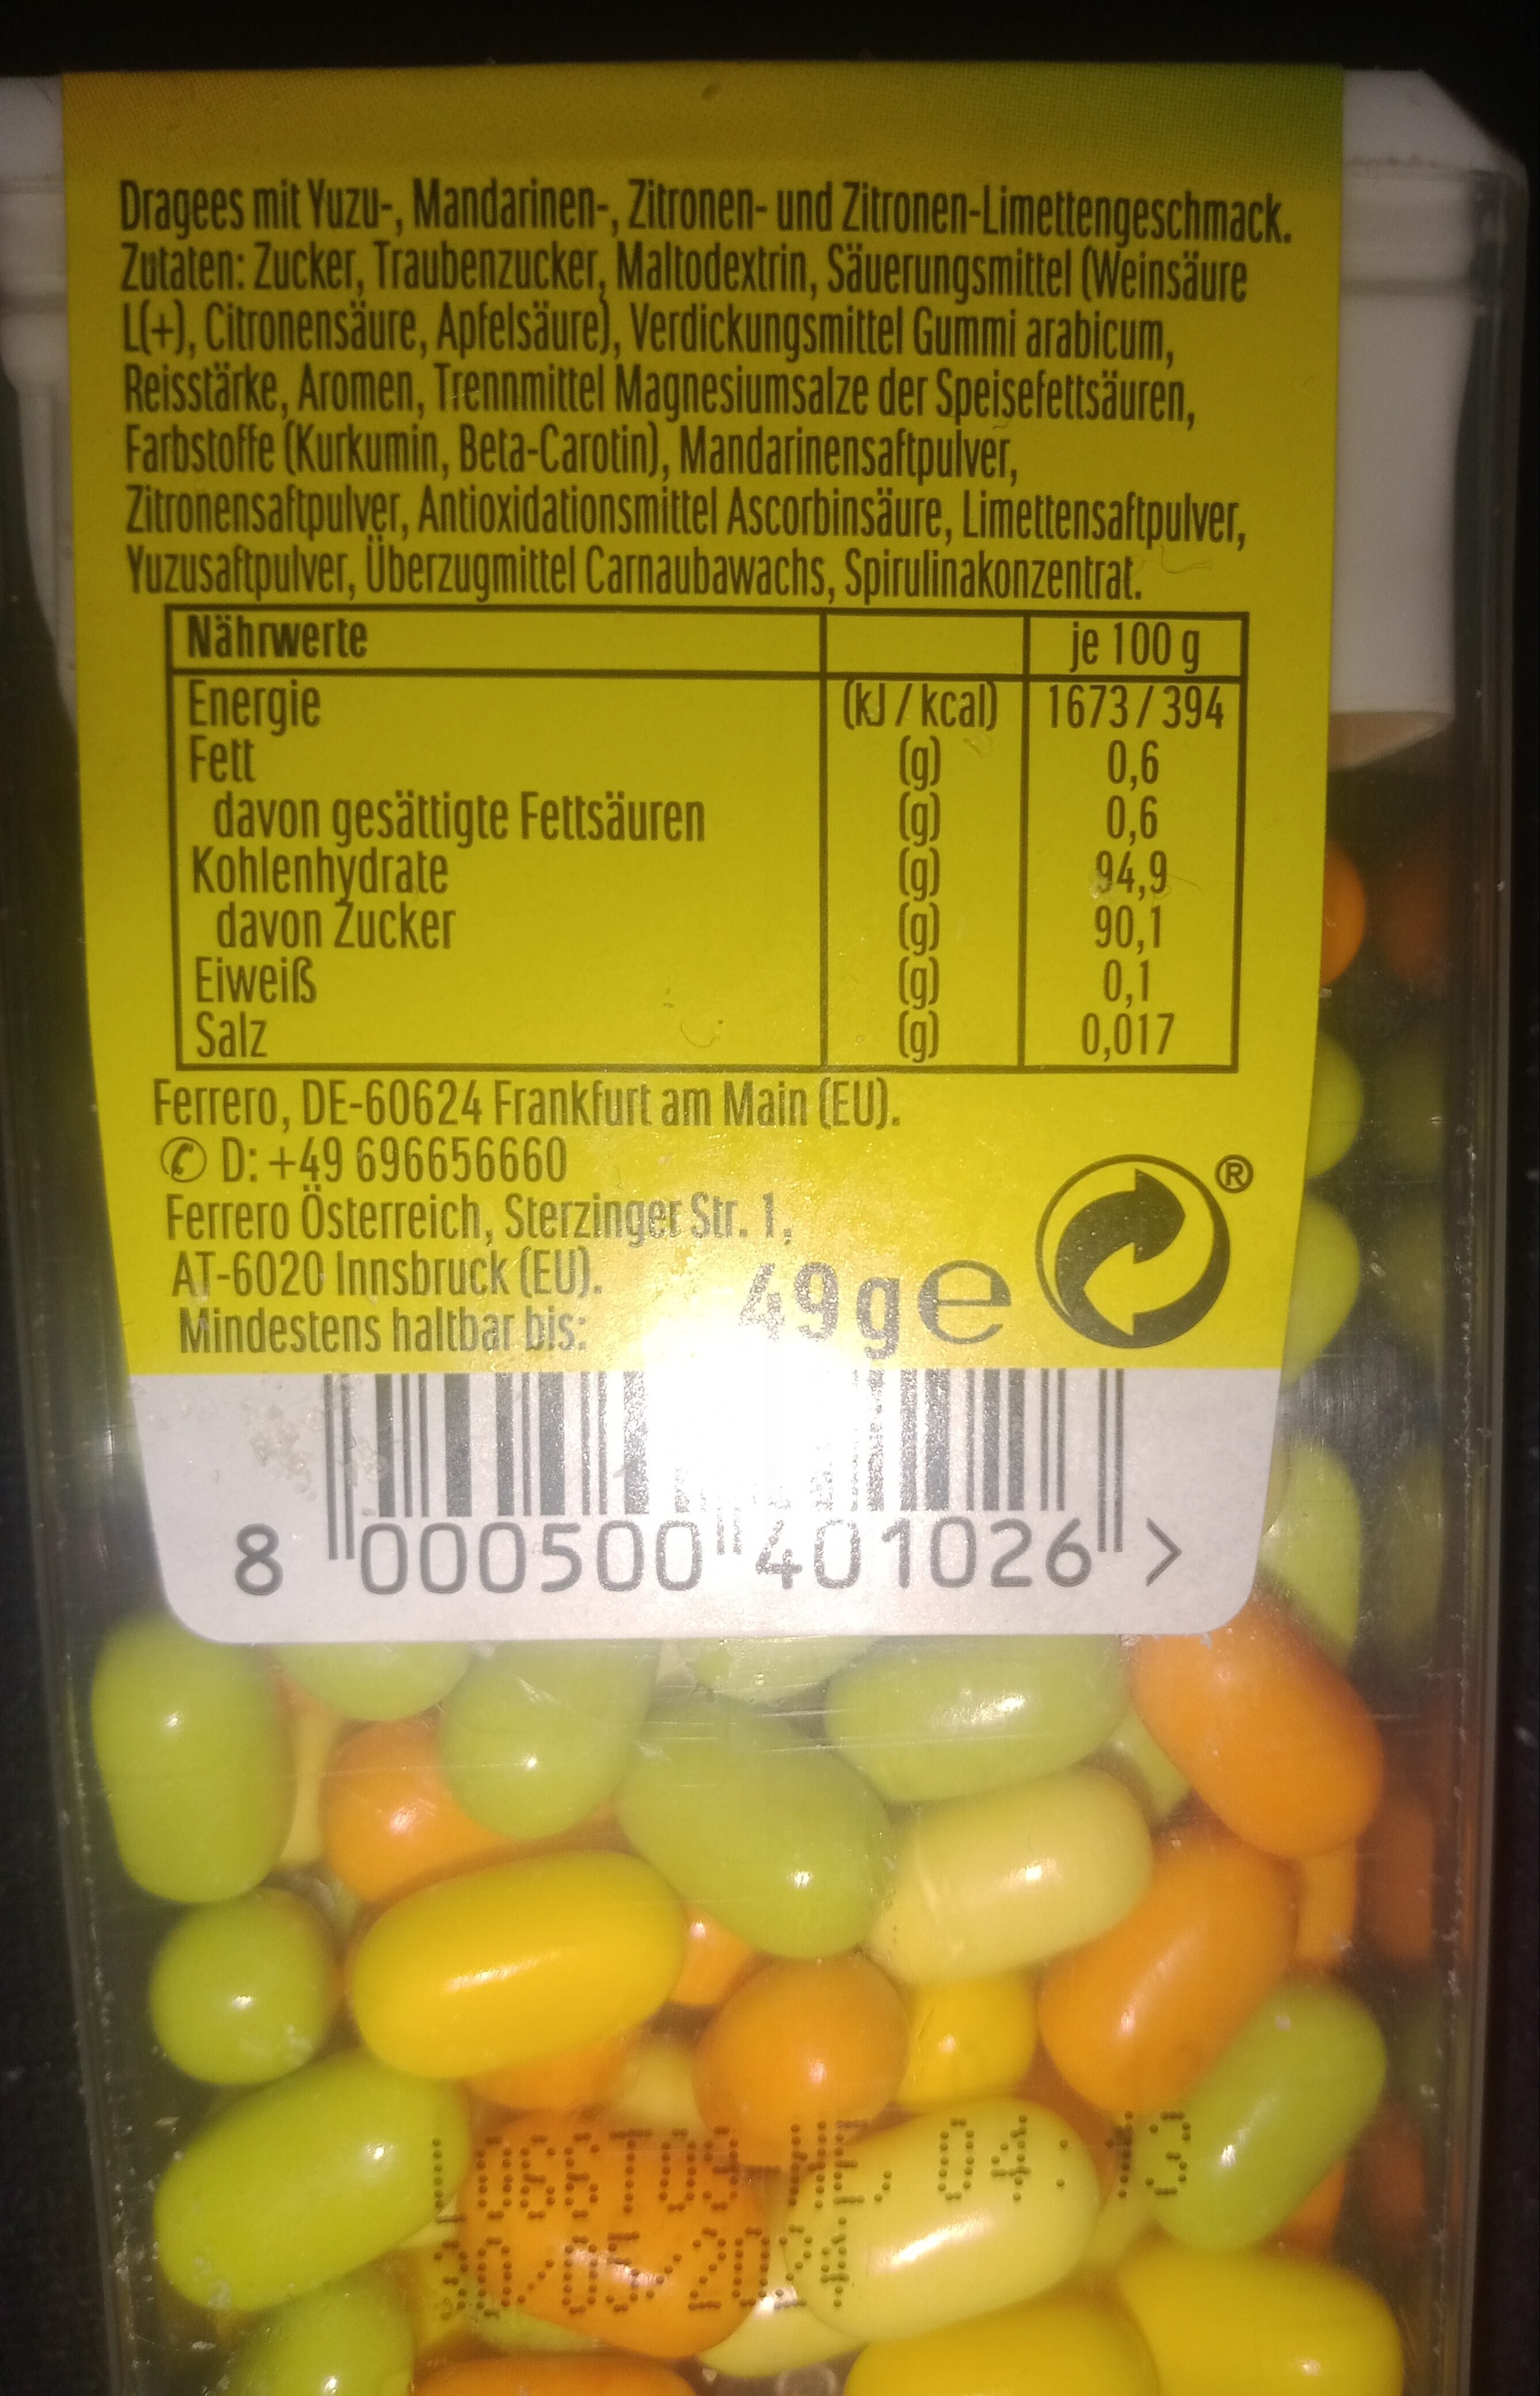 Dragees mit Yuzu-, Mandarinen-, Zitronen- und Zitronen-Limettengeschmack.
Zutaten: Zucker, Traubenzucker, Maltodextrin, Säuerungsmittel (Weinsäure
L(+), Citronensäure, Apfelsäure), Verdickungsmittel Gummi arabicum,
Reisstärke, Aromen, Trennmittel Magnesiumsalze der Speisefettsäuren,
Farbstoffe (Kurkumin, Beta-Carotin), Mandarinensaftpulver,
Zitronensaftpulver, Antioxidationsmittel Ascorbinsäure, Limettensaftpulver,
Yuzusaftpulver, Überzugmittel Carnaubawachs, Spirulinakonzentrat.
Nährwerte je 100 g
Energie (kJ / kcal) 1673 / 394
Fett (g) 0,6
davon gesättigte Fettsäuren (g) 0,6
Kohlenhydrate (g) 94,9
davon Zucker (g) 90,1
Eiweiß (g) 0,1
Salz (g) 0,017
Ferrero, DE-60624 Frankfurt am Main (EU).
✆ D: +49 696656660
Ferrero Österreich, Sterzinger Str. 1,
AT-6020 Innsbruck (EU).
Mindestens haltbar bis:
49 g e
®
8 000500 401026 >
30/05/2024